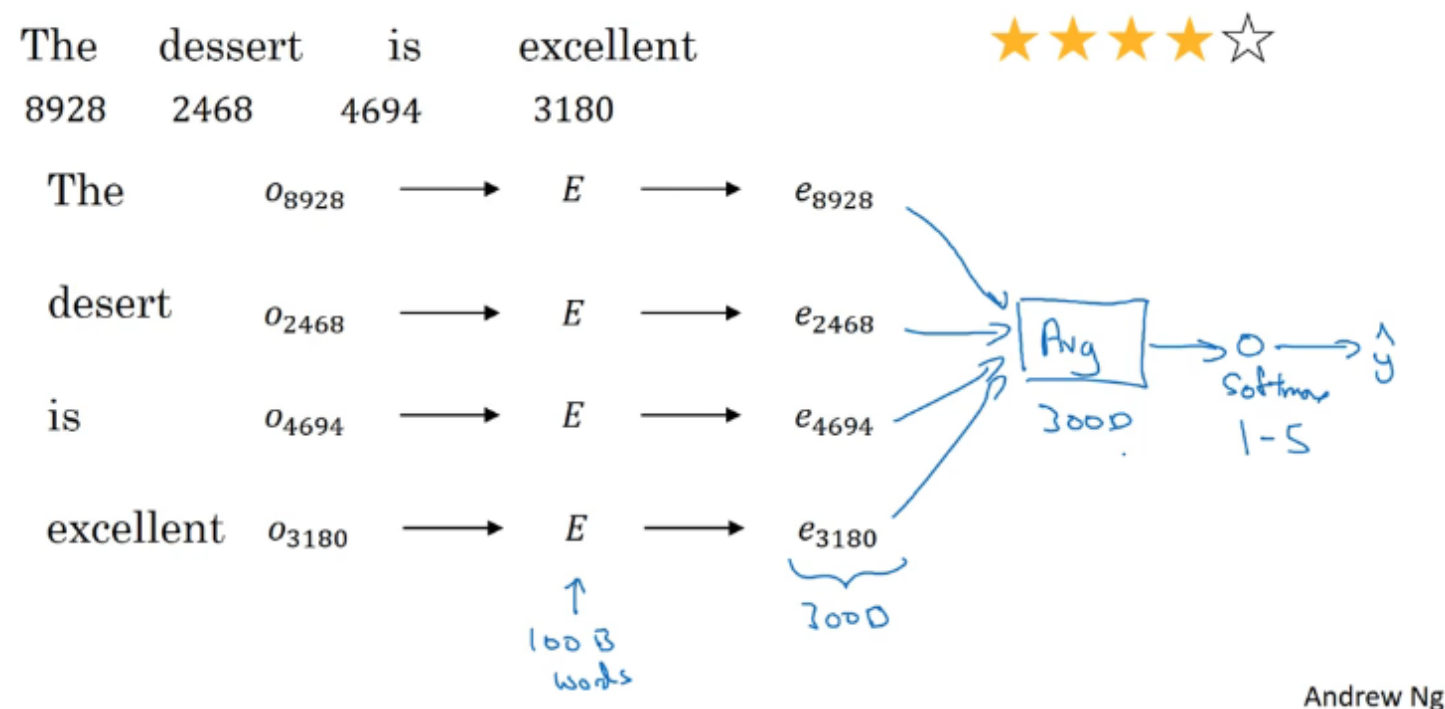 The dessert is excellent
8928 2468 4694 3180
The o8928 E e8928
desert o2468 E e2468
Avg ŷ
Softmax
is o4694 E e4694
300D
1-5
excellent o3180 E e3180
300D
100B
words
Andrew Ng